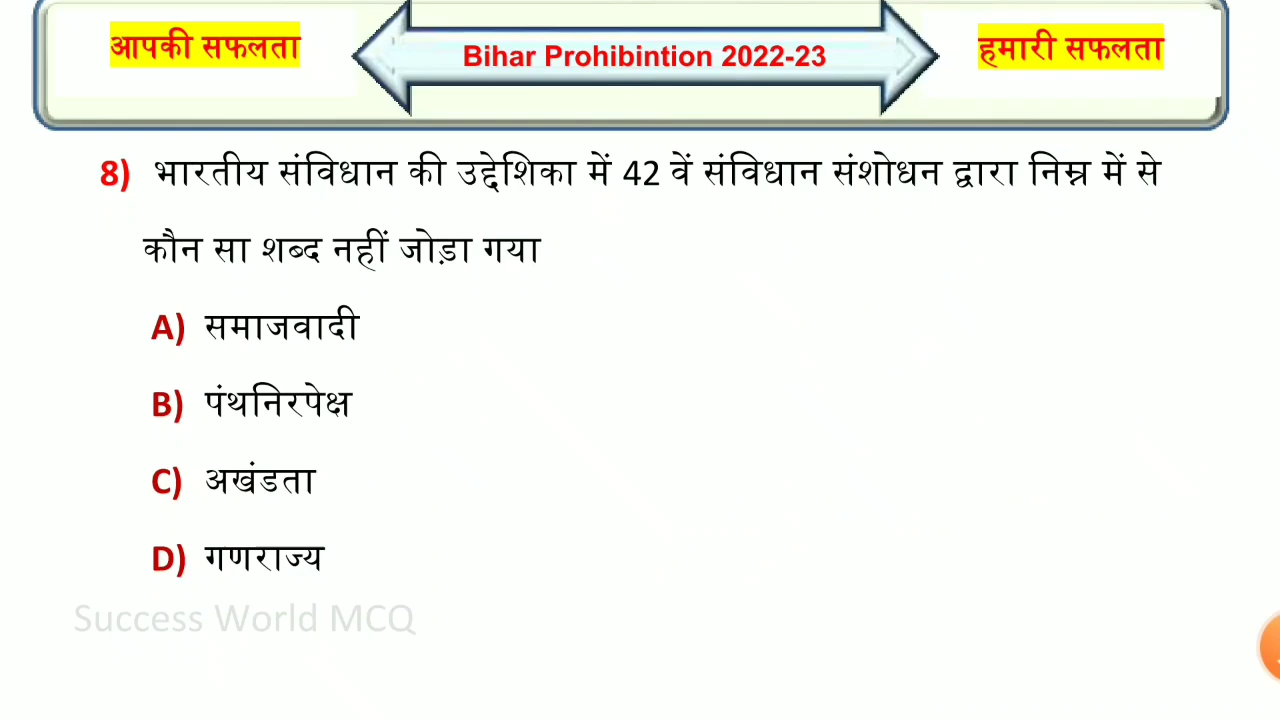 आपकी सफलता
Bihar Prohibintion 2022-23
हमारी सफलता
8) भारतीय संविधान की उद्देशिका में 42 वें संविधान संशोधन द्वारा निम्न में से
कौन सा शब्द नहीं जोड़ा गया
A) समाजवादी
B) पंथनिरपेक्ष
C) अखंडता
D) गणराज्य
Success World MCQ